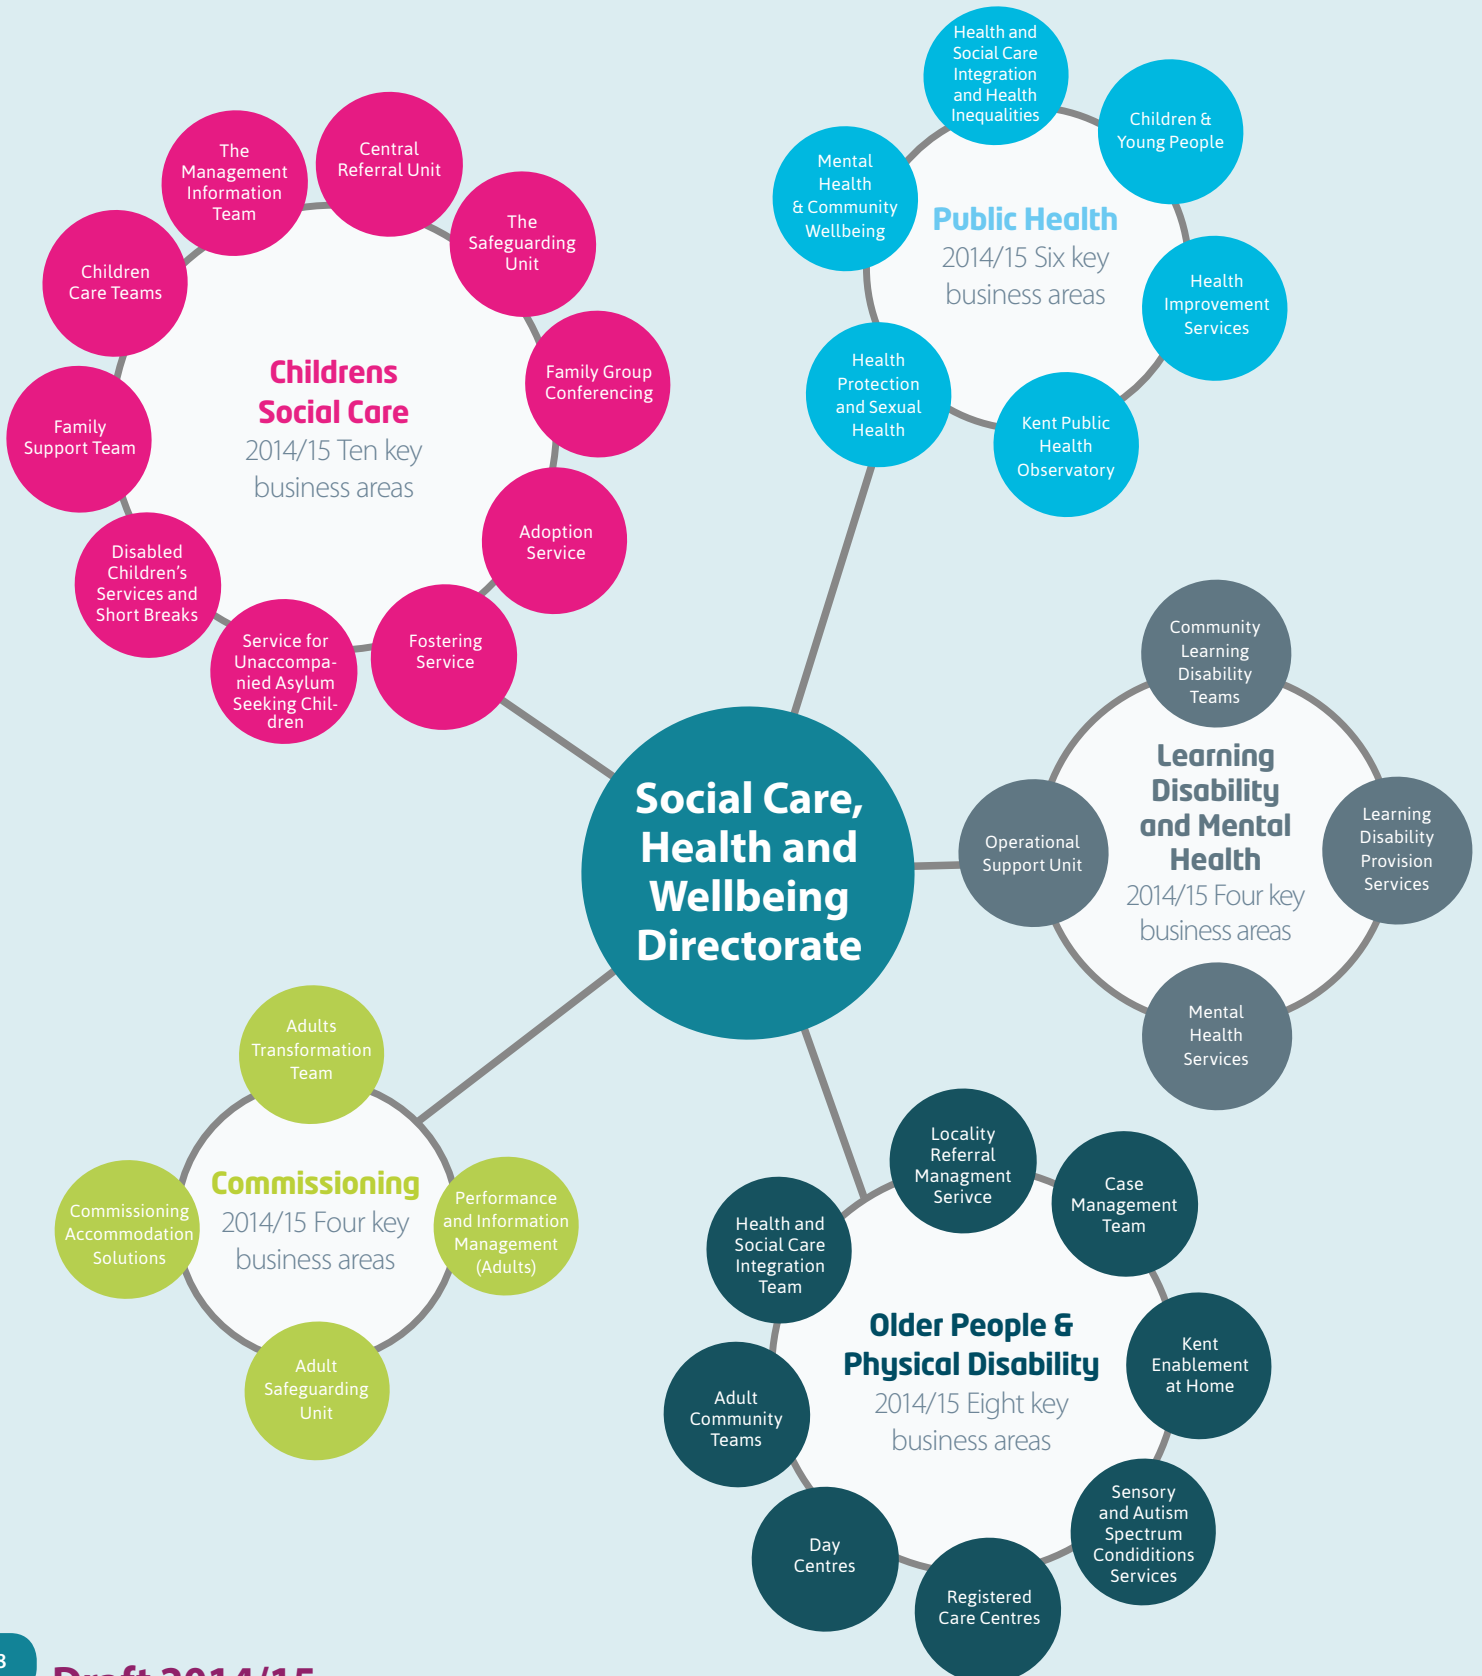 Health and
Social Care
Integration
and Health
Inequalities
Children &
Young People
Mental
Health
& Community
Wellbeing
Public Health
2014/15 Six key
business areas
Health
Improvement
Services
Health
Protection
and Sexual
Health
Kent Public
Health
Observatory
The
Management
Information
Team
Central
Referral Unit
The
Safeguarding
Unit
Children
Care Teams
Childrens
Social Care
2014/15 Ten key
business areas
Family Group
Conferencing
Family
Support Team
Adoption
Service
Disabled
Children’s
Services and
Short Breaks
Service for
Unaccompa-
nied Asylum
Seeking Chil-
dren
Fostering
Service
Social Care,
Health and
Wellbeing
Directorate
Community
Learning
Disability
Teams
Learning
Disability
and Mental
Health
2014/15 Four key
business areas
Operational
Support Unit
Learning
Disability
Provision
Services
Mental
Health
Services
Adults
Transformation
Team
Commissioning
2014/15 Four key
business areas
Commissioning
Accommodation
Solutions
Performance
and Information
Management
(Adults)
Adult
Safeguarding
Unit
Locality
Referral
Managment
Serivce
Case
Management
Team
Health and
Social Care
Integration
Team
Older People &
Physical Disability
2014/15 Eight key
business areas
Kent
Enablement
at Home
Adult
Community
Teams
Sensory
and Autism
Spectrum
Condiditions
Services
Day
Centres
Registered
Care Centres
Draft 2014/15